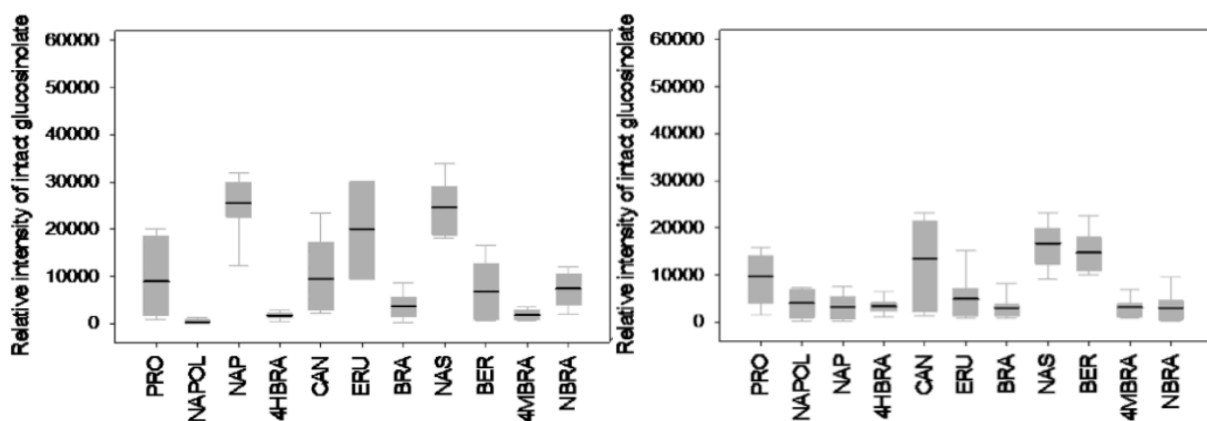 Relative intensity of intact glucosinolate
60000
50000
40000
30000
20000
10000
0
PRO
NAPOL
NAP
4HBRA
CAN
ERU
BRA
NAS
BER
4MBRA
NBRA
Relative intensity of intact glucosinolate
60000
50000
40000
30000
20000
10000
0
PRO
NAPOL
NAP
4HBRA
CAN
ERU
BRA
NAS
BER
4MBRA
NBRA